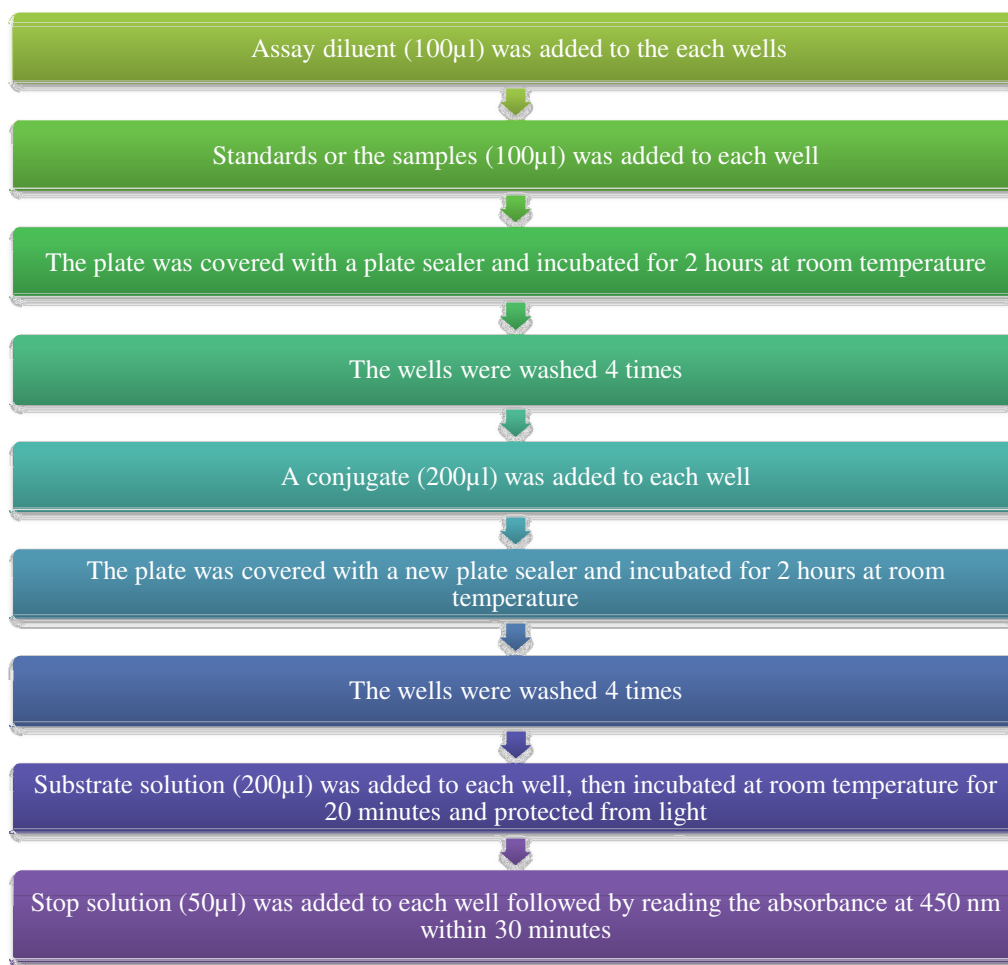 Assay diluent (100µl) was added to the each wells
Standards or the samples (100µl) was added to each well
The plate was covered with a plate sealer and incubated for 2 hours at room temperature
The wells were washed 4 times
A conjugate (200µl) was added to each well
The plate was covered with a new plate sealer and incubated for 2 hours at room
temperature
The wells were washed 4 times
Substrate solution (200µl) was added to each well, then incubated at room temperature for
20 minutes and protected from light
Stop solution (50µl) was added to each well followed by reading the absorbance at 450 nm
within 30 minutes